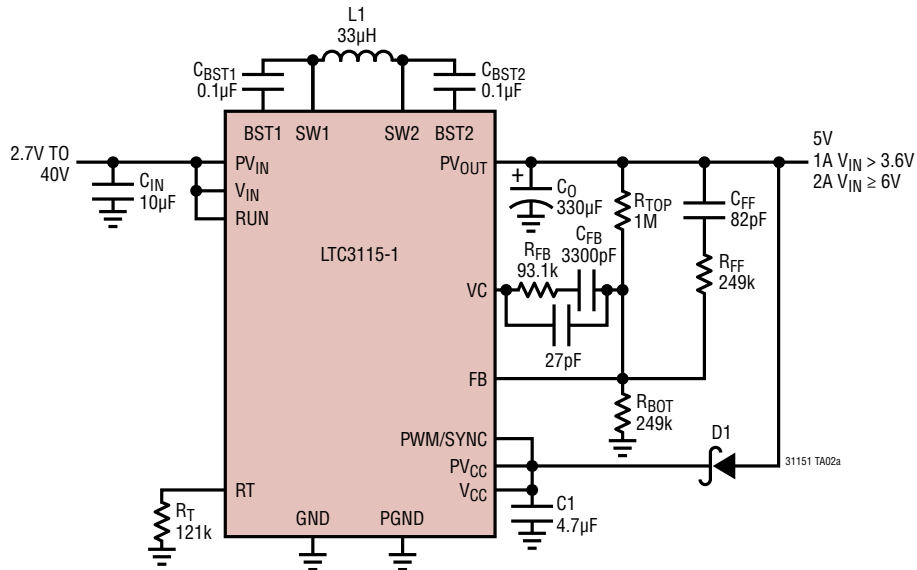 L1
33µH
CBST1
0.1µF
CBST2
0.1µF
BST1 SW1 SW2 BST2
2.7V TO
40V
CIN
10µF
PVIN
VIN
RUN
LTC3115-1
PVOUT
5V
1A VIN > 3.6V
2A VIN ≥ 6V
+
CO
330µF
RTOP
1M
CFF
82pF
RFF
249k
CFB
3300pF
RFB
93.1k
VC
27pF
FB
RBOT
249k
PWM/SYNC
PVCC
VCC
D1
31151 TA02a
C1
4.7µF
RT
RT
121k
GND PGND